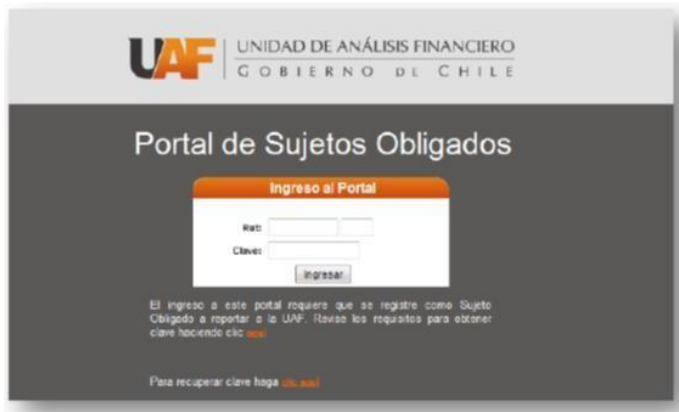 UAF
UNIDAD DE ANÁLISIS FINANCIERO
GOBIERNO DE CHILE
Portal de Sujetos Obligados
Ingreso al Portal
Rut:
Clave:
Ingresar
El ingreso a este portal requiere que se registre como Sujeto
Obligado a reportar a la UAF. Revise los requisitos para obtener
clave haciendo clic aquí
Para recuperar clave haga clic aquí